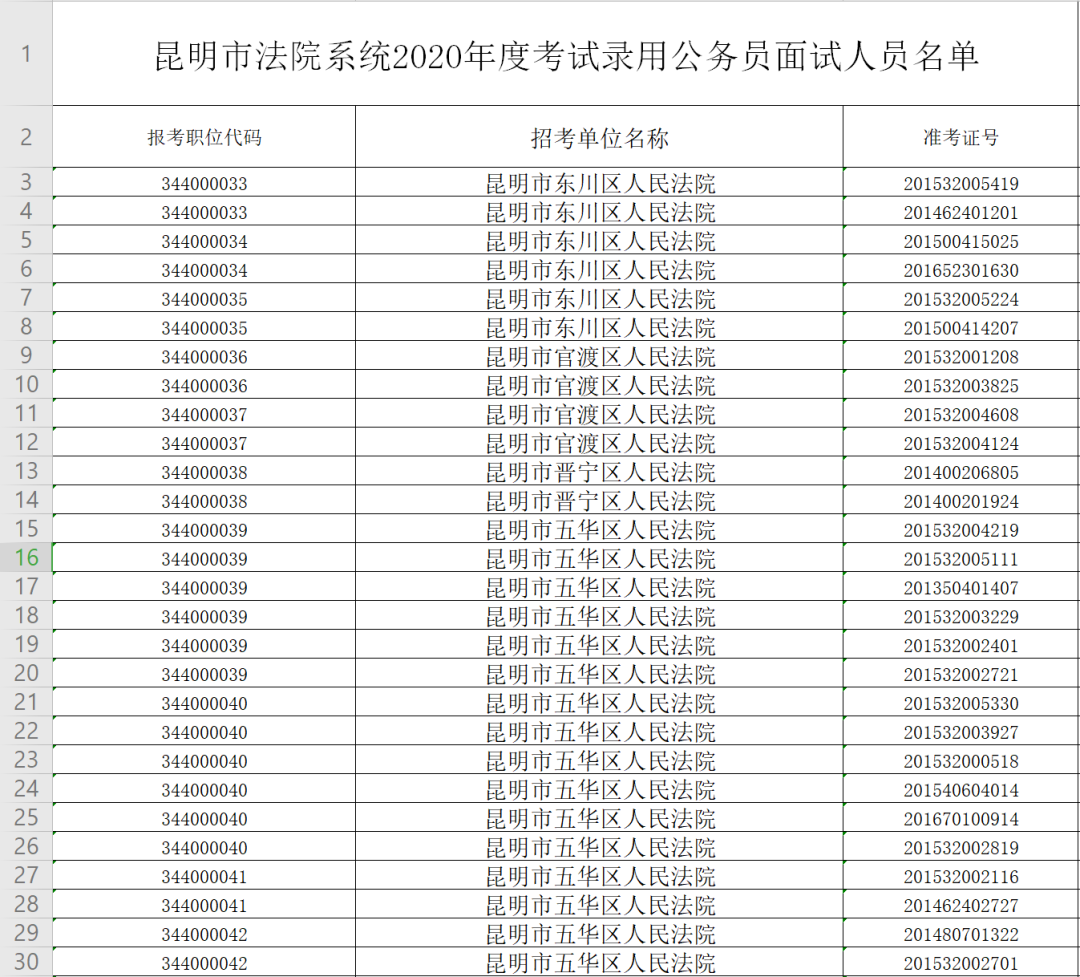 1 昆明市法院系统2020年度考试录用公务员面试人员名单
2 报考职位代码 招考单位名称 准考证号
3 344000033 昆明市东川区人民法院 201532005419
4 344000033 昆明市东川区人民法院 201462401201
5 344000034 昆明市东川区人民法院 201500415025
6 344000034 昆明市东川区人民法院 201652301630
7 344000035 昆明市东川区人民法院 201532005224
8 344000035 昆明市东川区人民法院 201500414207
9 344000036 昆明市官渡区人民法院 201532001208
10 344000036 昆明市官渡区人民法院 201532003825
11 344000037 昆明市官渡区人民法院 201532004608
12 344000037 昆明市官渡区人民法院 201532004124
13 344000038 昆明市晋宁区人民法院 201400206805
14 344000038 昆明市晋宁区人民法院 201400201924
15 344000039 昆明市五华区人民法院 201532004219
16 344000039 昆明市五华区人民法院 201532005111
17 344000039 昆明市五华区人民法院 201350401407
18 344000039 昆明市五华区人民法院 201532003229
19 344000039 昆明市五华区人民法院 201532002401
20 344000039 昆明市五华区人民法院 201532002721
21 344000040 昆明市五华区人民法院 201532005330
22 344000040 昆明市五华区人民法院 201532003927
23 344000040 昆明市五华区人民法院 201532000518
24 344000040 昆明市五华区人民法院 201540604014
25 344000040 昆明市五华区人民法院 201670100914
26 344000040 昆明市五华区人民法院 201532002819
27 344000041 昆明市五华区人民法院 201532002116
28 344000041 昆明市五华区人民法院 201462402727
29 344000042 昆明市五华区人民法院 201480701322
30 344000042 昆明市五华区人民法院 201532002701